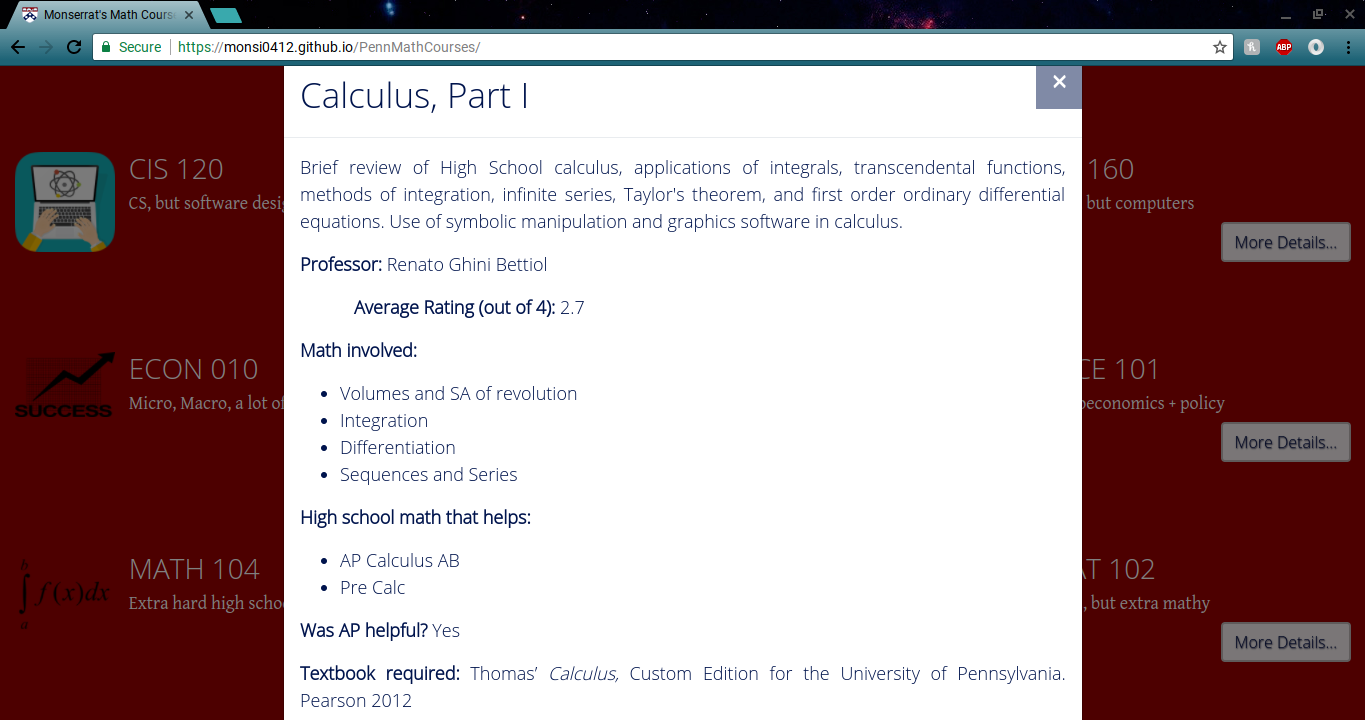 Monserrat's Math Course
Secure
https://monsi0412.github.io/PennMathCourses/
ABP
Calculus, Part I
×
Brief review of High School calculus, applications of integrals, transcendental functions,
methods of integration, infinite series, Taylor's theorem, and first order ordinary differential
equations. Use of symbolic manipulation and graphics software in calculus.
Professor: Renato Ghini Bettiol
Average Rating (out of 4): 2.7
Math involved:
• Volumes and SA of revolution
• Integration
• Differentiation
• Sequences and Series
High school math that helps:
• AP Calculus AB
• Pre Calc
Was AP helpful? Yes
Textbook required: Thomas’ Calculus, Custom Edition for the University of Pennsylvania.
Pearson 2012
CIS 120
CS, but software desig
160
but computers
More Details...
SUCCESS
ECON 010
Micro, Macro, a lot of
CE 101
oeconomics + policy
More Details...
b
∫ f(x)dx
a
MATH 104
Extra hard high schoo
AT 102
, but extra mathy
More Details...